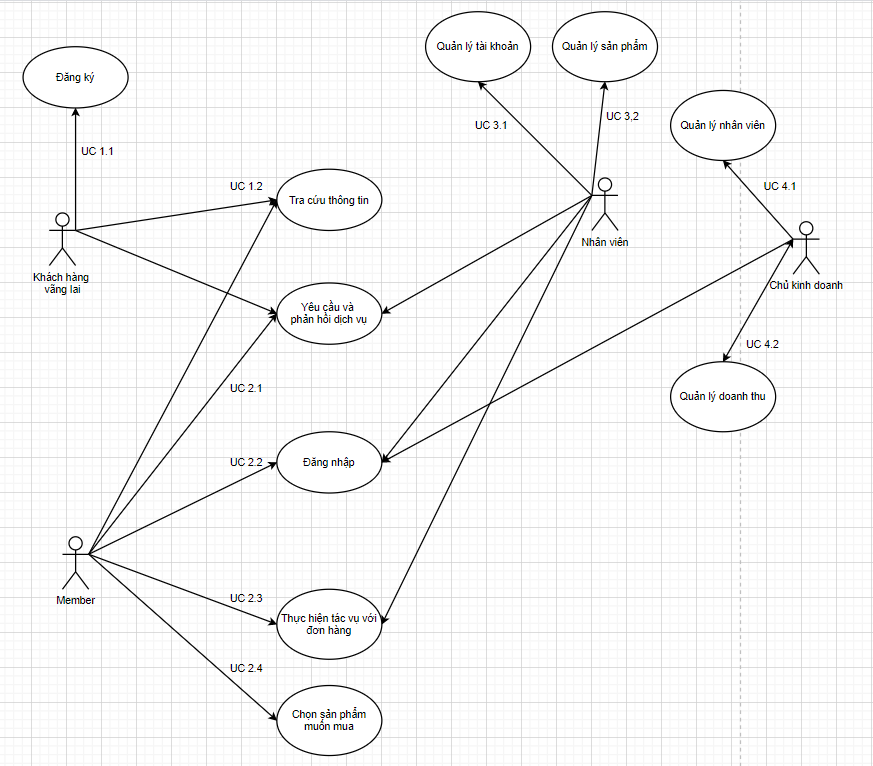 Quản lý tài khoản
Quản lý sản phẩm
Đăng ký
UC 3.1
UC 3,2
Quản lý nhân viên
UC 1.1
UC 1.2
UC 4.1
Tra cứu thông tin
Nhân viên
Khách hàng
vãng lai
Chủ kinh doanh
Yêu cầu và
phản hồi dịch vụ
UC 4.2
UC 2.1
Quản lý doanh thu
UC 2.2
Đăng nhập
Member
UC 2.3
Thực hiện tác vụ với
đơn hàng
UC 2.4
Chọn sản phẩm
muốn mua